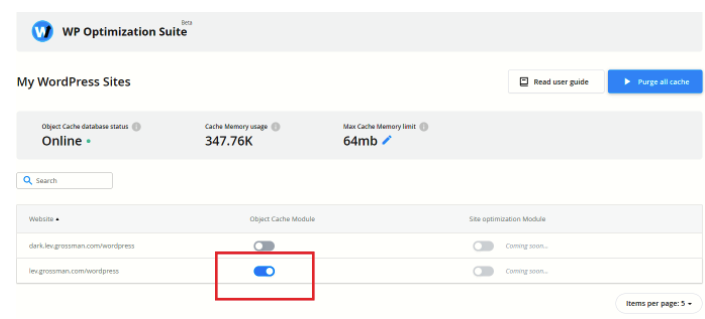 WP Optimization Suite Beta
My WordPress Sites
Read user guide
Purge all cache
Object Cache database status
Cache Memory usage
Max Cache Memory limit
Online
347.76K
64mb
Search
Website
Object Cache Module
Site optimization Module
dark.lev.grossman.com/wordpress
Coming soon...
lev.grossman.com/wordpress
Coming soon...
Items per page: 5